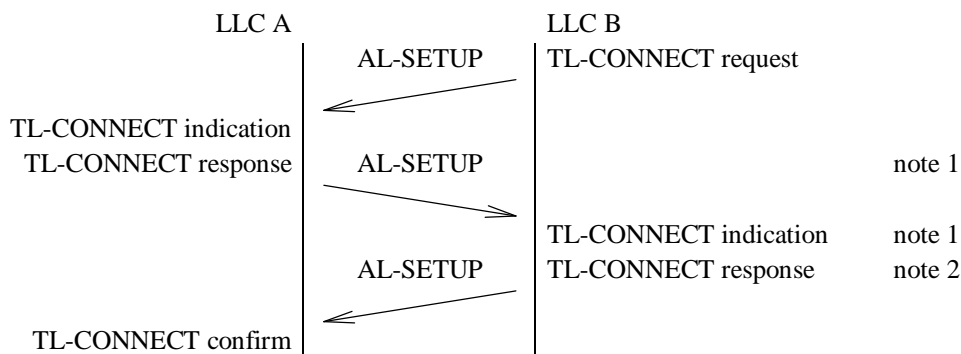 LLC A LLC B
AL-SETUP TL-CONNECT request
TL-CONNECT indication
TL-CONNECT response AL-SETUP note 1
TL-CONNECT indication note 1
AL-SETUP TL-CONNECT response note 2
TL-CONNECT confirm